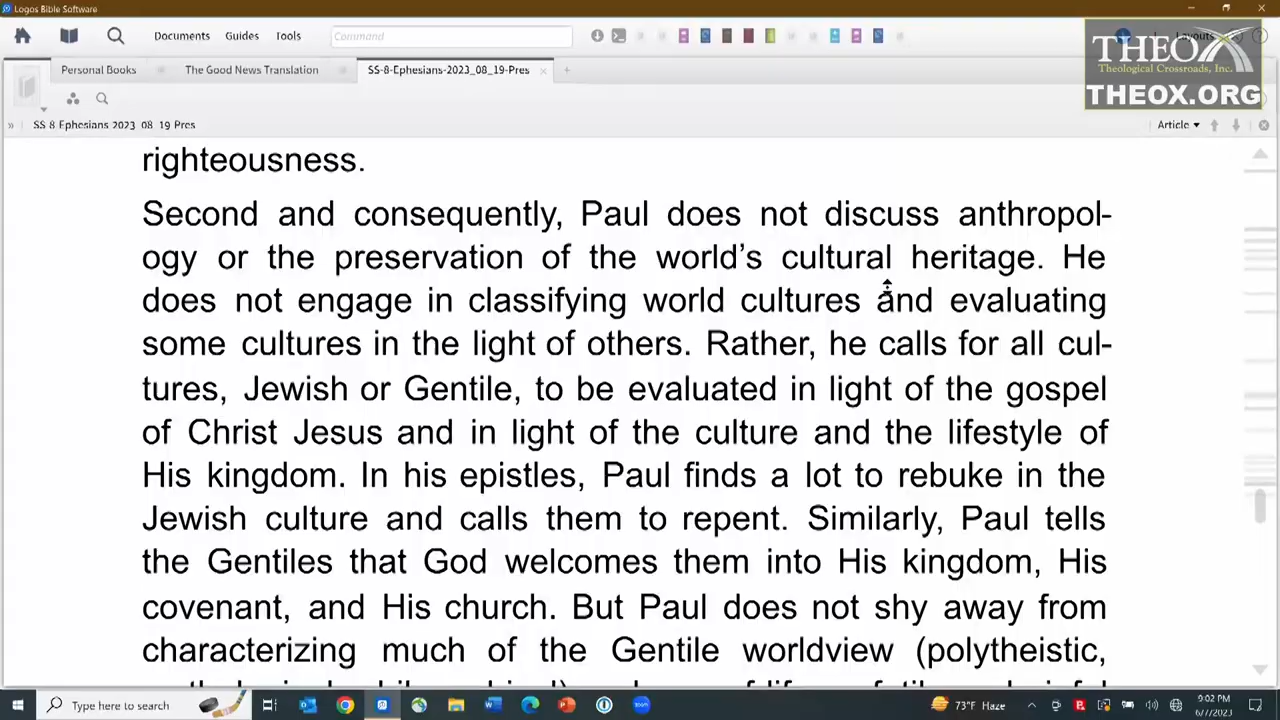 Logos Bible Software
Documents Guides Tools Command Layouts
THEOX
Theological Crossroads, Inc.
THEOX.ORG
Personal Books The Good News Translation SS-8-Ephesians-2023_08_19-Pres
SS 8 Ephesians 2023 08 19 Pres Article
righteousness.
Second and consequently, Paul does not discuss anthropol-
ogy or the preservation of the world’s cultural heritage. He
does not engage in classifying world cultures and evaluating
some cultures in the light of others. Rather, he calls for all cul-
tures, Jewish or Gentile, to be evaluated in light of the gospel
of Christ Jesus and in light of the culture and the lifestyle of
His kingdom. In his epistles, Paul finds a lot to rebuke in the
Jewish culture and calls them to repent. Similarly, Paul tells
the Gentiles that God welcomes them into His kingdom, His
covenant, and His church. But Paul does not shy away from
characterizing much of the Gentile worldview (polytheistic,
Type here to search 73°F Haze 9:02 PM
6/7/2023